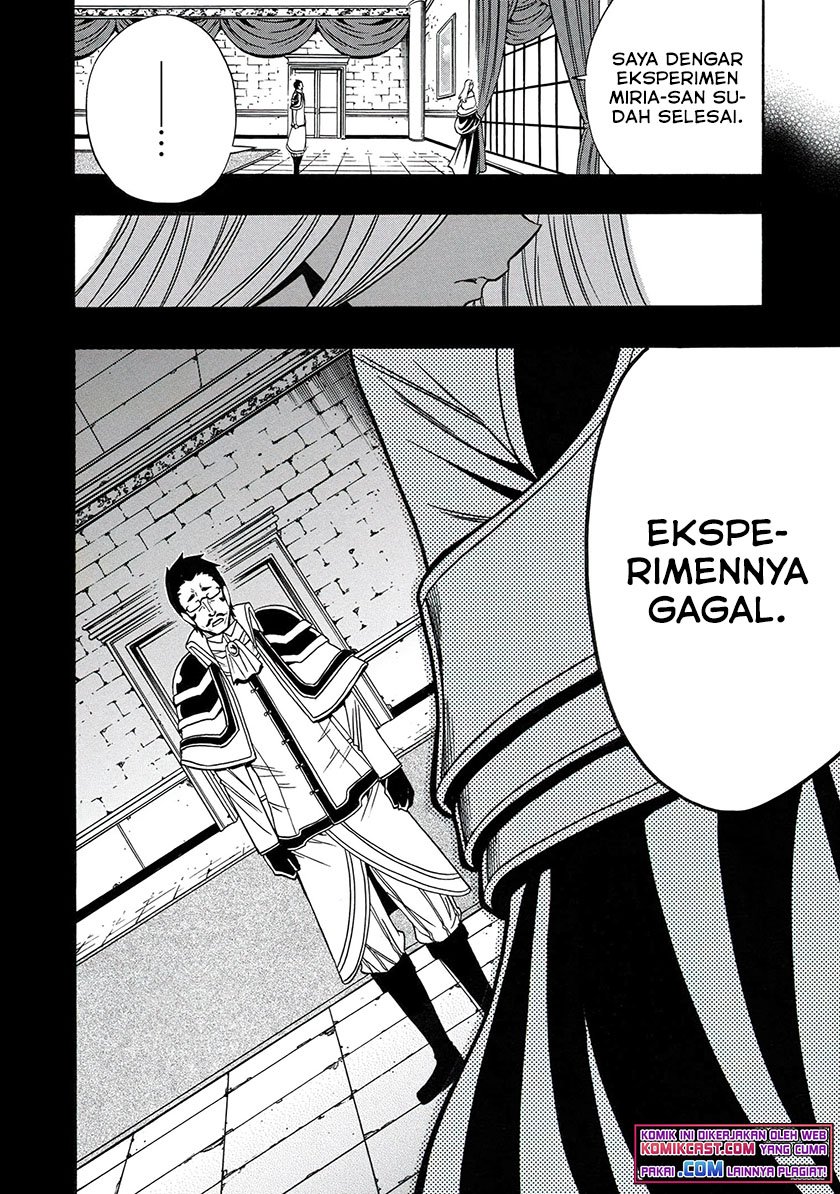 SAYA DENGAR
EKSPERIMEN
MIRIA-SAN SU-
DAH SELESAI.
—...
EKSPE-
RIMENNYA
GAGAL.
KOMIK INI DIKERJAKAN OLEH WEB
KOMIKCAST.COM YANG CUMA
PAKAI .COM LAINNYA PLAGIAT!